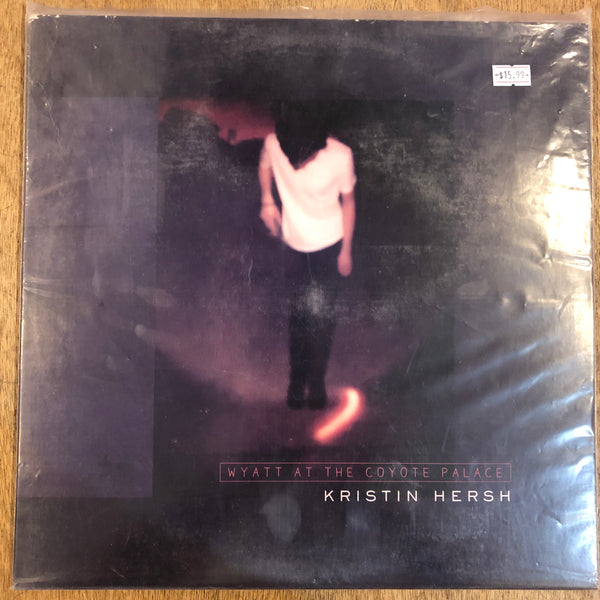 -$15.99-
WYATT AT THE COYOTE PALACE
KRISTIN HERSH